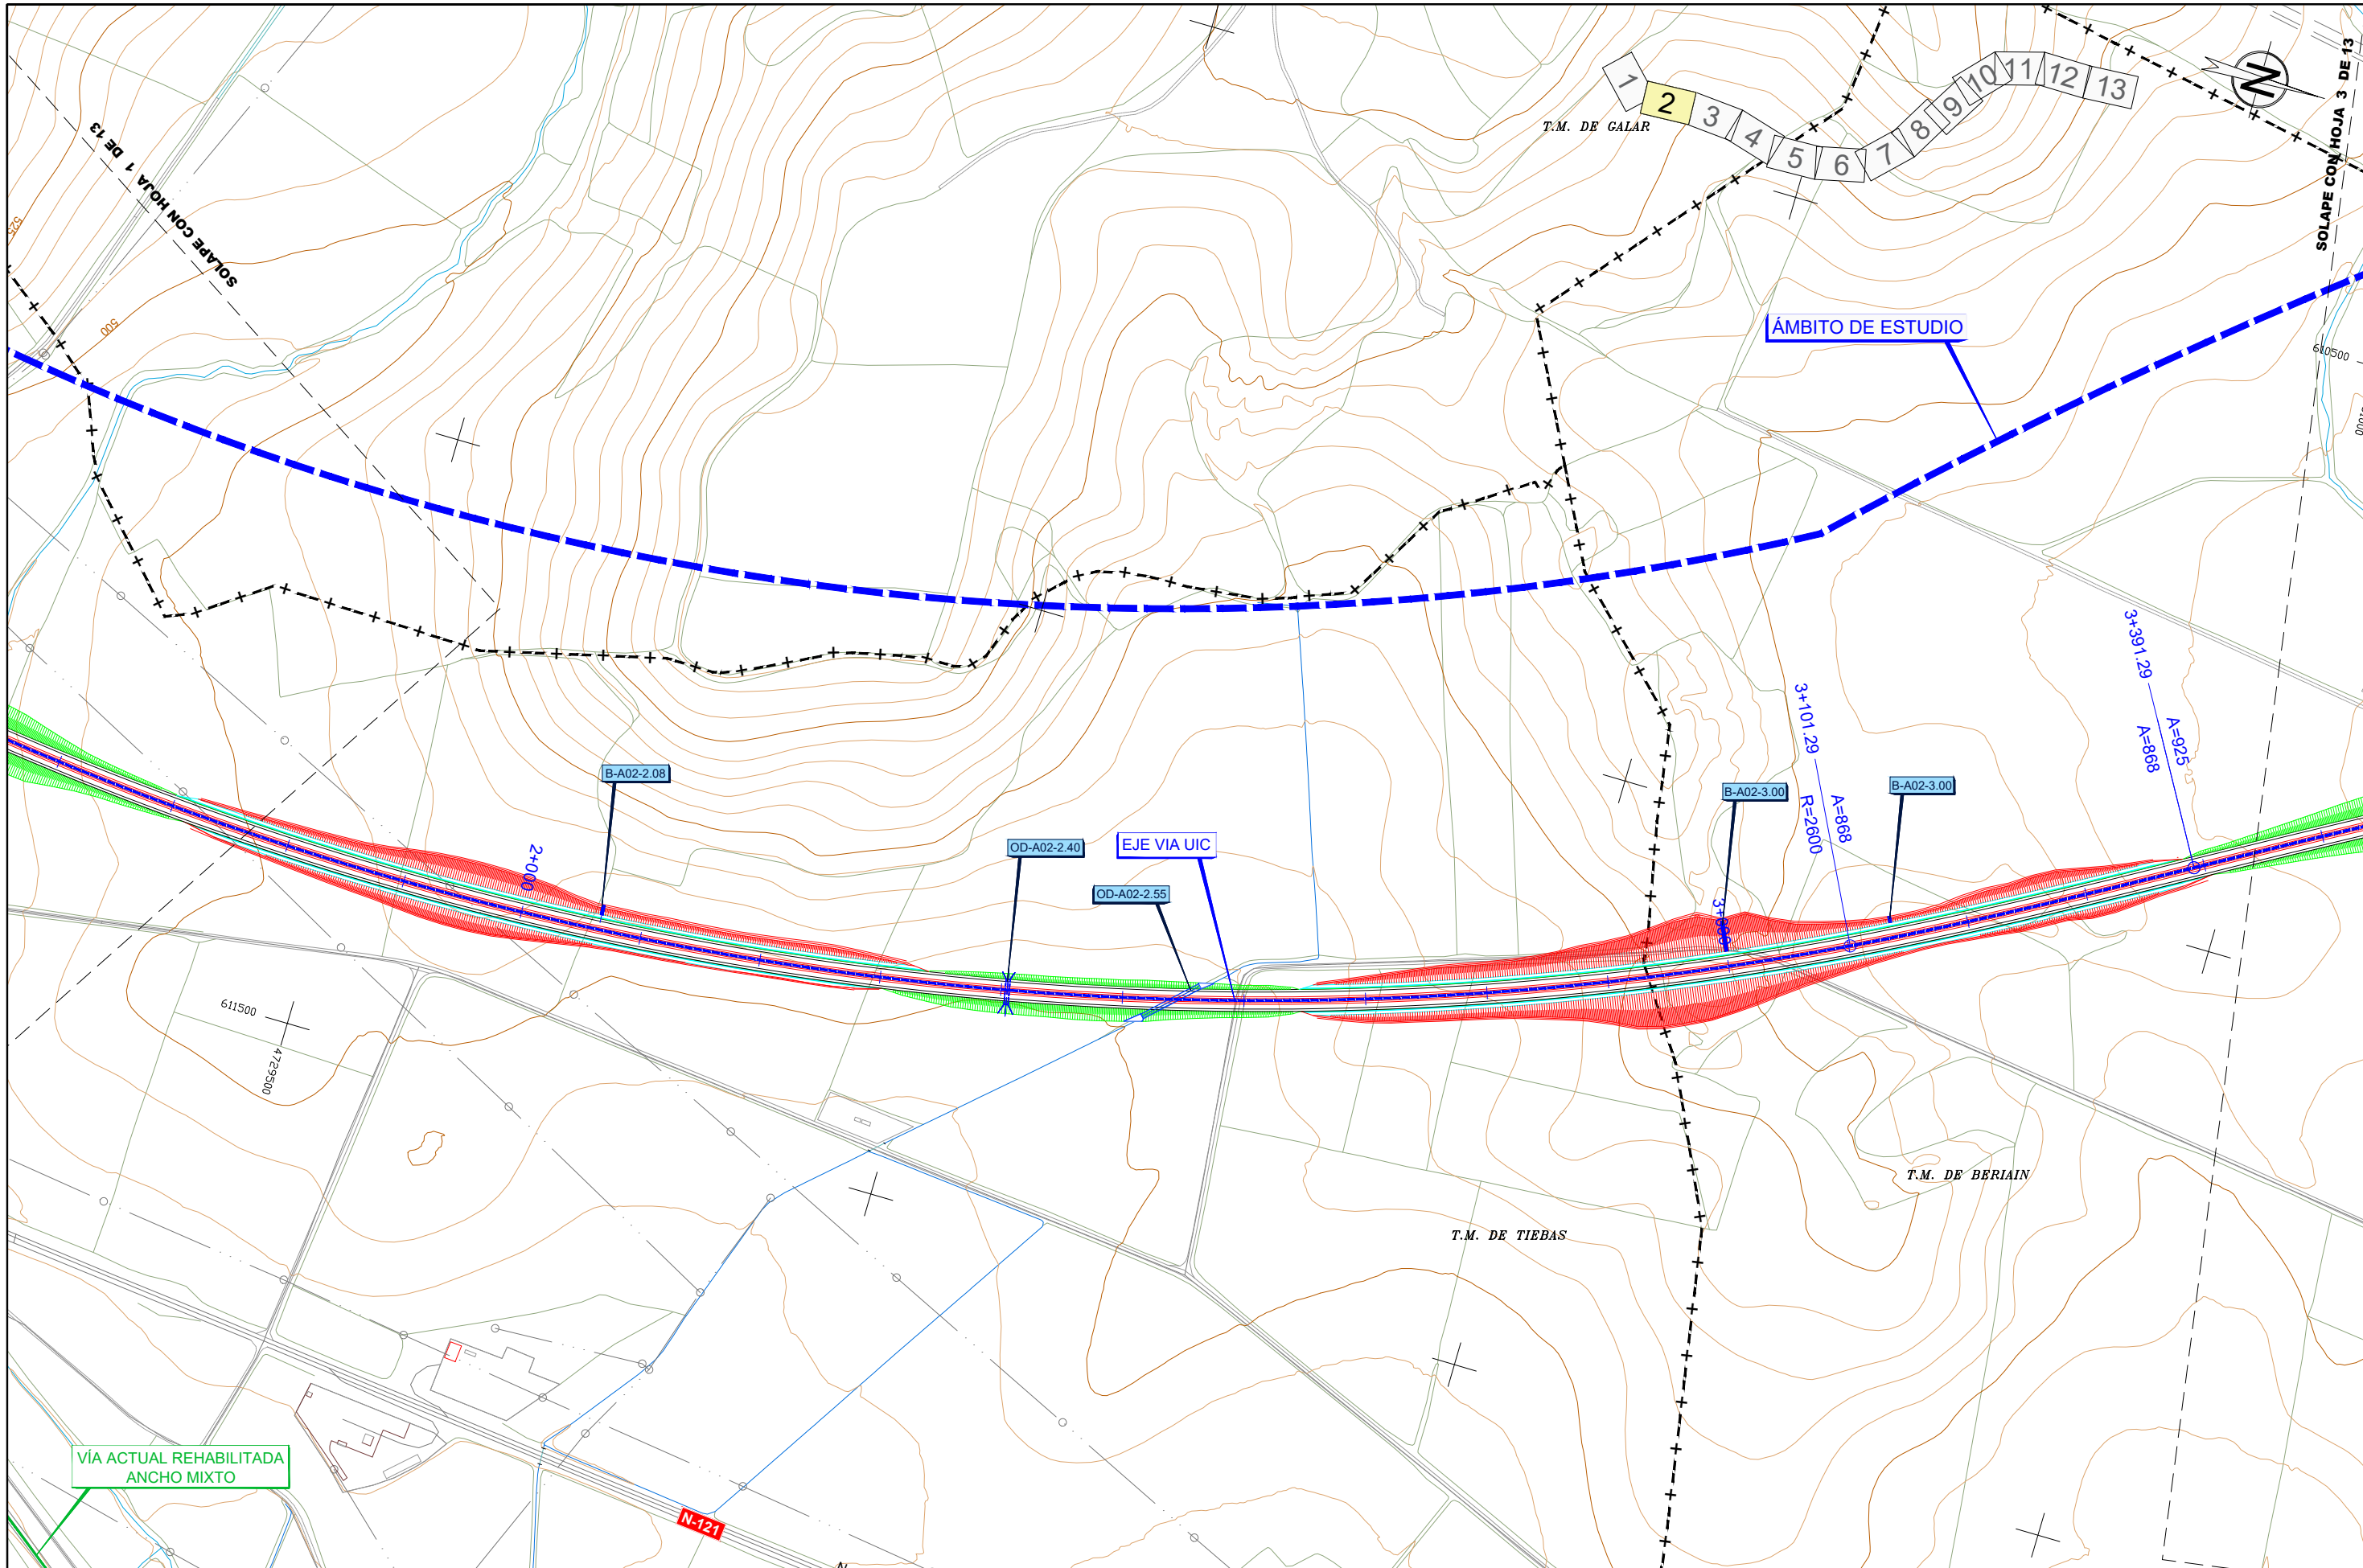 SOLAPE CON HOJA 1 DE 13
525
500
T.M. DE GALAR
1
2
3
4
5
6
7
8
9
10
11
12
13
N
SOLAPE CON HOJA 3 DE 13
ÁMBITO DE ESTUDIO
610500
3+391.29
A=925
A=868
3+101.29
A=868
R=2600
B-A02-2.08
2+000
OD-A02-2.40
EJE VIA UIC
OD-A02-2.55
B-A02-3.00
B-A02-3.00
3+000
611500
4729500
T.M. DE BERIAIN
T.M. DE TIEBAS
VÍA ACTUAL REHABILITADA
ANCHO MIXTO
N-121